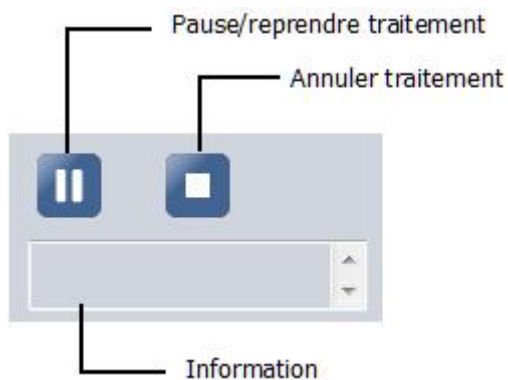 Pause/reprendre traitement
Annuler traitement
Information